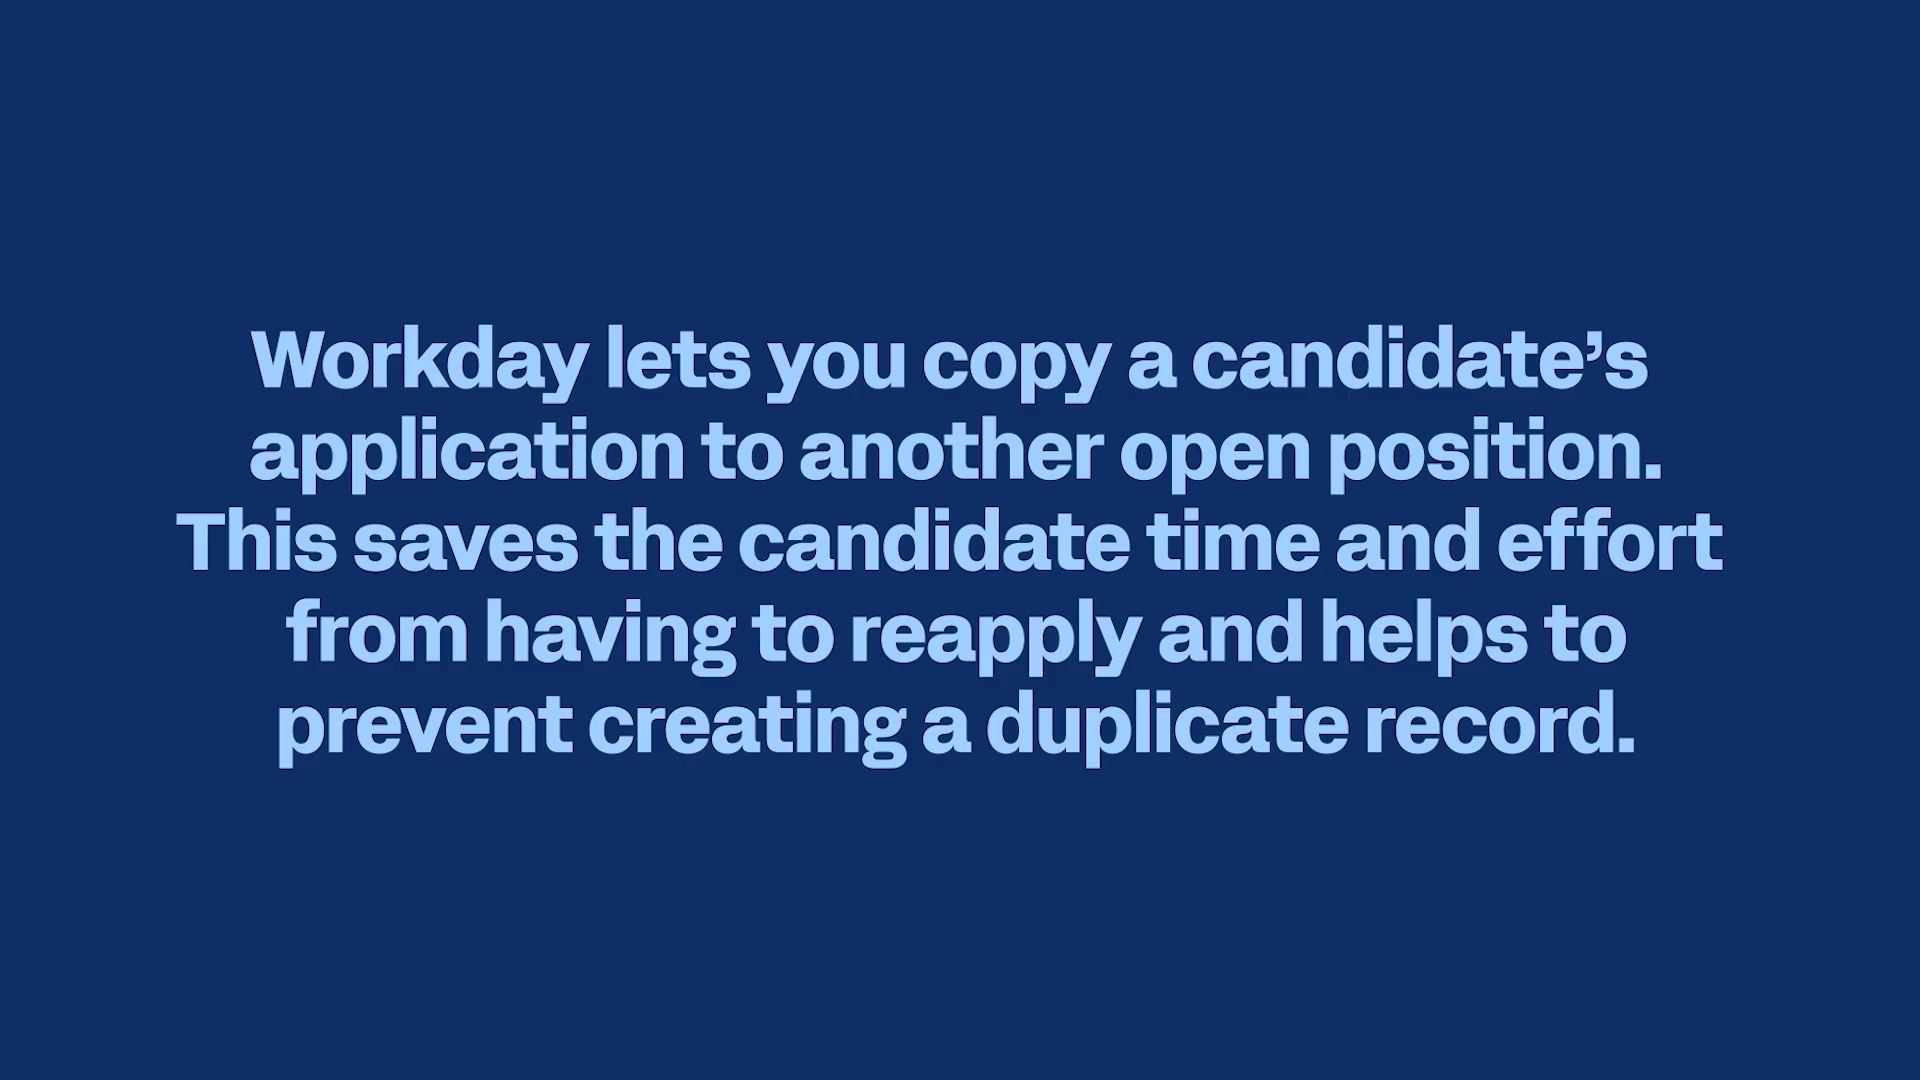 Workday lets you copy a candidate’s
application to another open position.
This saves the candidate time and effort
from having to reapply and helps to
prevent creating a duplicate record.